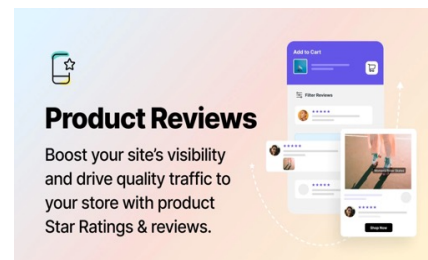 Product Reviews
Boost your site's visibility
and drive quality traffic to
your store with product
Star Ratings & reviews.
Add to Cart
Filter Reviews
Shop Now